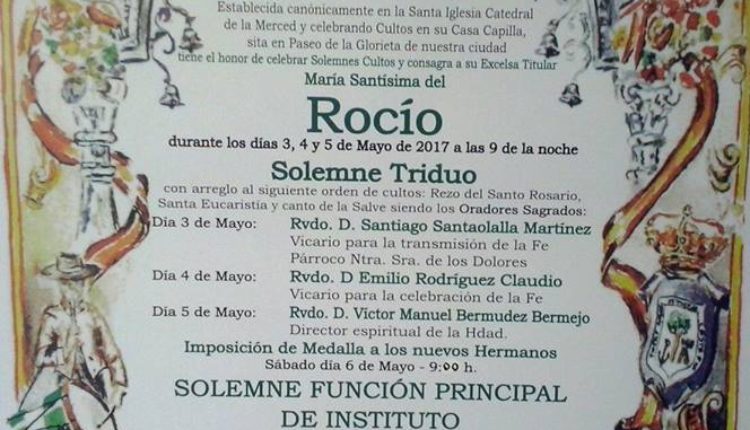 Establecida canónicamente en la Santa Iglesia Catedral
de la Merced y celebrando Cultos en su Casa Capilla,
sita en Paseo de la Glorieta de nuestra ciudad
tiene el honor de celebrar Solemnes Cultos y consagra a su Excelsa Titular
María Santísima del
Rocío
durante los días 3, 4 y 5 de Mayo de 2017 a las 9 de la noche
Solemne Triduo
con arreglo al siguiente orden de cultos: Rezo del Santo Rosario,
Santa Eucaristía y canto de la Salve siendo los Oradores Sagrados:
Día 3 de Mayo: Rvdo. D. Santiago Santaolalla Martínez
Vicario para la transmisión de la Fe
Párroco Ntra. Sra. de los Dolores
Día 4 de Mayo: Rvdo. D Emilio Rodríguez Claudio
Vicario para la celebración de la Fe
Día 5 de Mayo: Rvdo. D. Víctor Manuel Bermudez Bermejo
Director espiritual de la Hdad.
Imposición de Medalla a los nuevos Hermanos
Sábado día 6 de Mayo - 9:00 h.
SOLEMNE FUNCIÓN PRINCIPAL
DE INSTITUTO